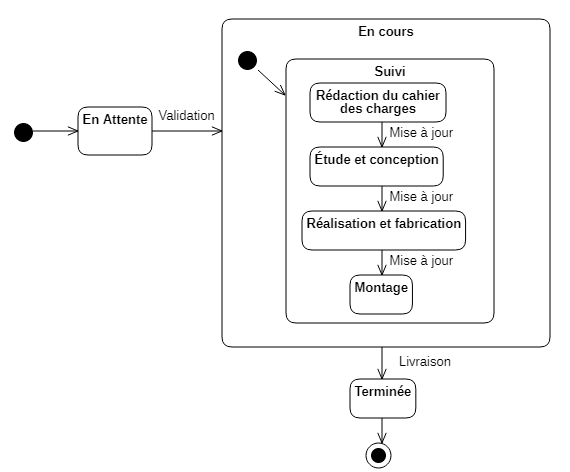 En cours
Suivi
Rédaction du cahier
des charges
En Attente
Validation
Mise à jour
Étude et conception
Mise à jour
Réalisation et fabrication
Mise à jour
Montage
Livraison
Terminée